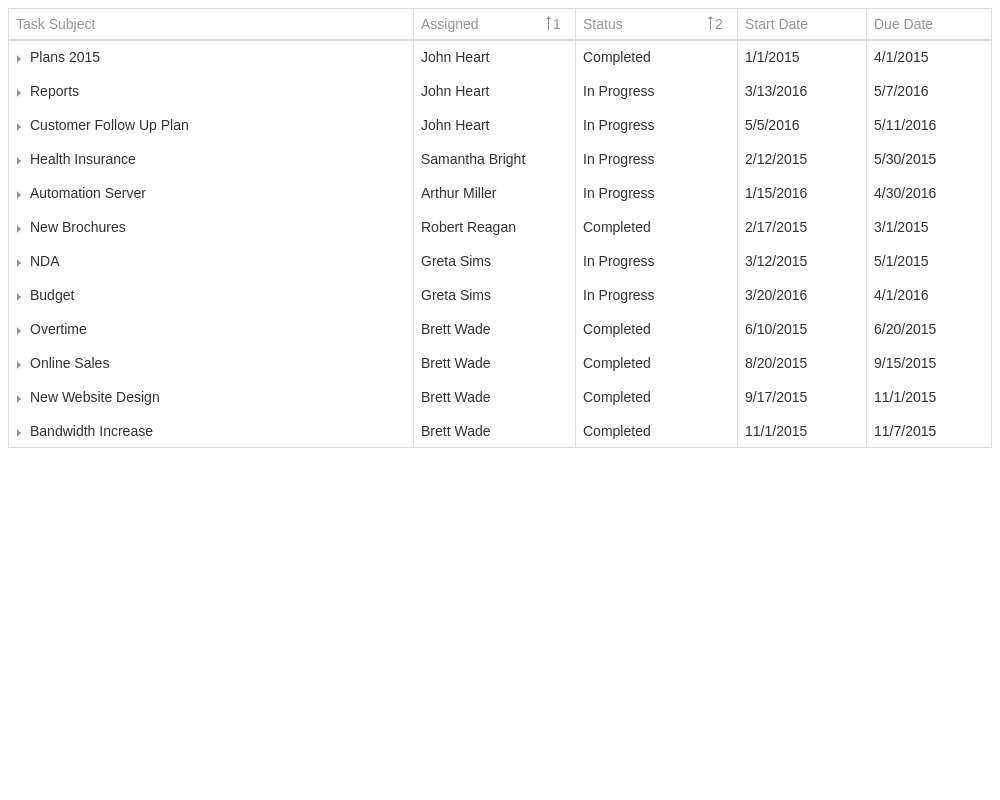 Task Subject Assigned 1 Status 2 Start Date Due Date
Plans 2015 John Heart Completed 1/1/2015 4/1/2015
Reports John Heart In Progress 3/13/2016 5/7/2016
Customer Follow Up Plan John Heart In Progress 5/5/2016 5/11/2016
Health Insurance Samantha Bright In Progress 2/12/2015 5/30/2015
Automation Server Arthur Miller In Progress 1/15/2016 4/30/2016
New Brochures Robert Reagan Completed 2/17/2015 3/1/2015
NDA Greta Sims In Progress 3/12/2015 5/1/2015
Budget Greta Sims In Progress 3/20/2016 4/1/2016
Overtime Brett Wade Completed 6/10/2015 6/20/2015
Online Sales Brett Wade Completed 8/20/2015 9/15/2015
New Website Design Brett Wade Completed 9/17/2015 11/1/2015
Bandwidth Increase Brett Wade Completed 11/1/2015 11/7/2015